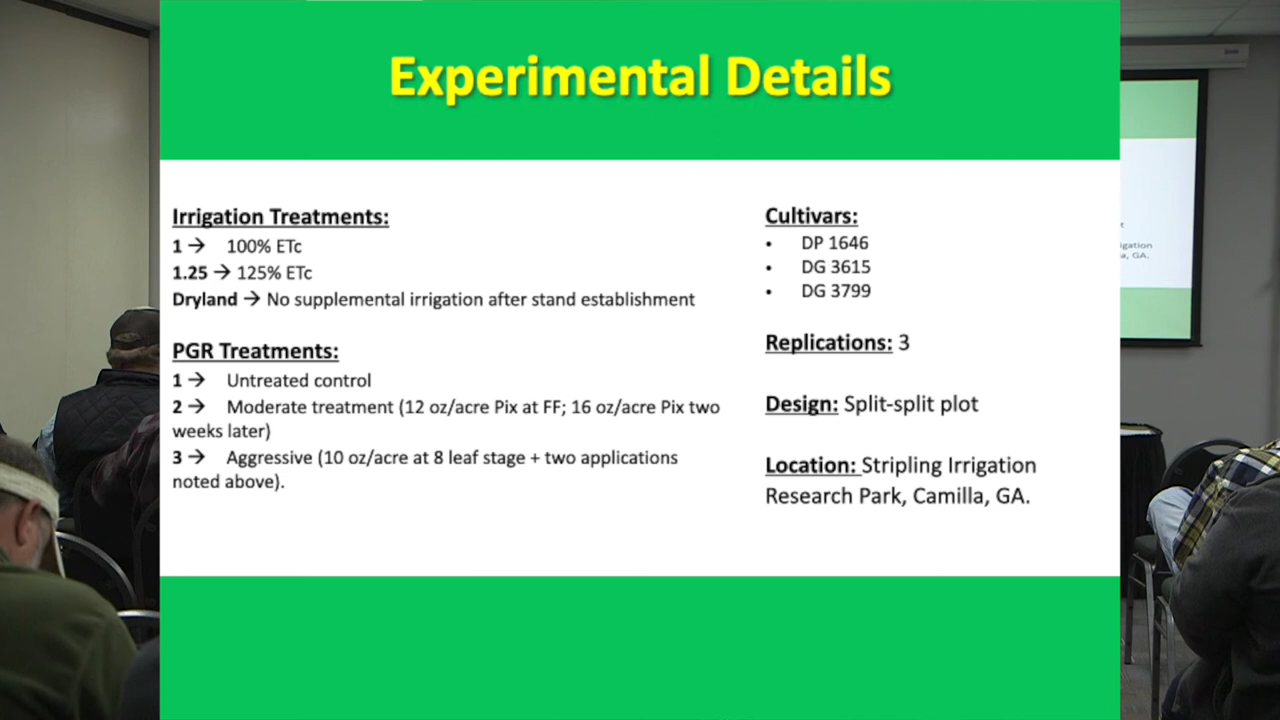 Experimental Details
Irrigation Treatments:
1 → 100% ETc
1.25 → 125% ETc
Dryland → No supplemental irrigation after stand establishment
PGR Treatments:
1 → Untreated control
2 → Moderate treatment (12 oz/acre Pix at FF; 16 oz/acre Pix two
weeks later)
3 → Aggressive (10 oz/acre at 8 leaf stage + two applications
noted above).
Cultivars:
• DP 1646
• DG 3615
• DG 3799
Replications: 3
Design: Split-split plot
Location: Stripling Irrigation
Research Park, Camilla, GA.
igation
a, GA.